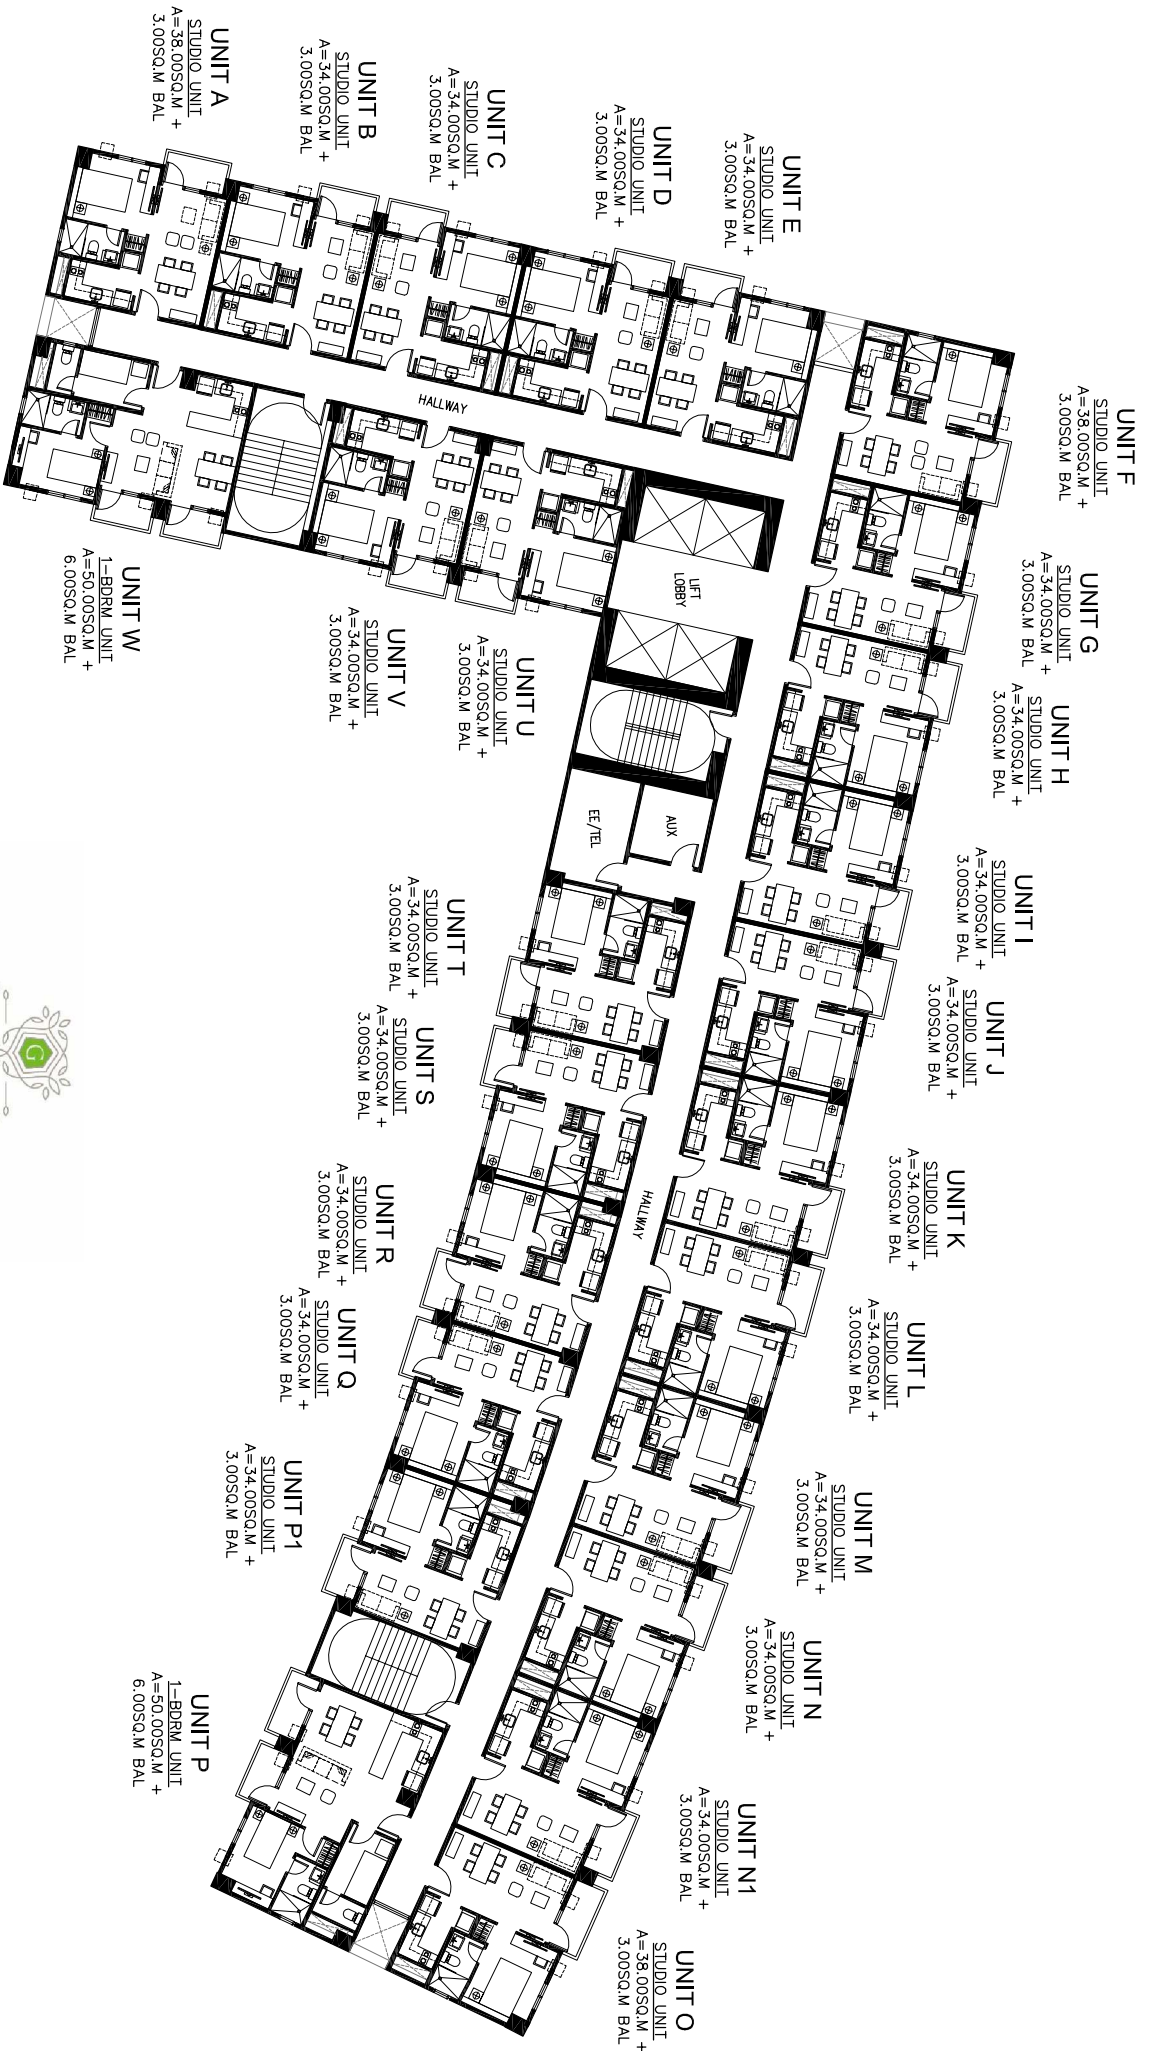 UNIT A
STUDIO UNIT
A=38.00SQ.M +
3.00SQ.M BAL
UNIT B
STUDIO UNIT
A=34.00SQ.M +
3.00SQ.M BAL
UNIT C
STUDIO UNIT
A=34.00SQ.M +
3.00SQ.M BAL
UNIT D
STUDIO UNIT
A=34.00SQ.M +
3.00SQ.M BAL
UNIT E
STUDIO UNIT
A=34.00SQ.M +
3.00SQ.M BAL
UNIT F
STUDIO UNIT
A=38.00SQ.M +
3.00SQ.M BAL
UNIT G
STUDIO UNIT
A=34.00SQ.M +
3.00SQ.M BAL
UNIT H
STUDIO UNIT
A=34.00SQ.M +
3.00SQ.M BAL
UNIT I
STUDIO UNIT
A=34.00SQ.M +
3.00SQ.M BAL
UNIT J
STUDIO UNIT
A=34.00SQ.M +
3.00SQ.M BAL
UNIT K
STUDIO UNIT
A=34.00SQ.M +
3.00SQ.M BAL
UNIT L
STUDIO UNIT
A=34.00SQ.M +
3.00SQ.M BAL
UNIT M
STUDIO UNIT
A=34.00SQ.M +
3.00SQ.M BAL
UNIT N
STUDIO UNIT
A=34.00SQ.M +
3.00SQ.M BAL
UNIT N1
STUDIO UNIT
A=34.00SQ.M +
3.00SQ.M BAL
UNIT O
STUDIO UNIT
A=38.00SQ.M +
3.00SQ.M BAL
HALLWAY
LIFT
LOBBY
AUX
EE/TEL
HALLWAY
UNIT W
1-BDRM UNIT
A=50.00SQ.M +
6.00SQ.M BAL
UNIT V
STUDIO UNIT
A=34.00SQ.M +
3.00SQ.M BAL
UNIT U
STUDIO UNIT
A=34.00SQ.M +
3.00SQ.M BAL
UNIT T
STUDIO UNIT
A=34.00SQ.M +
3.00SQ.M BAL
UNIT S
STUDIO UNIT
A=34.00SQ.M +
3.00SQ.M BAL
UNIT R
STUDIO UNIT
A=34.00SQ.M +
3.00SQ.M BAL
UNIT Q
STUDIO UNIT
A=34.00SQ.M +
3.00SQ.M BAL
UNIT P1
STUDIO UNIT
A=34.00SQ.M +
3.00SQ.M BAL
UNIT P
1-BDRM UNIT
A=50.00SQ.M +
6.00SQ.M BAL
G